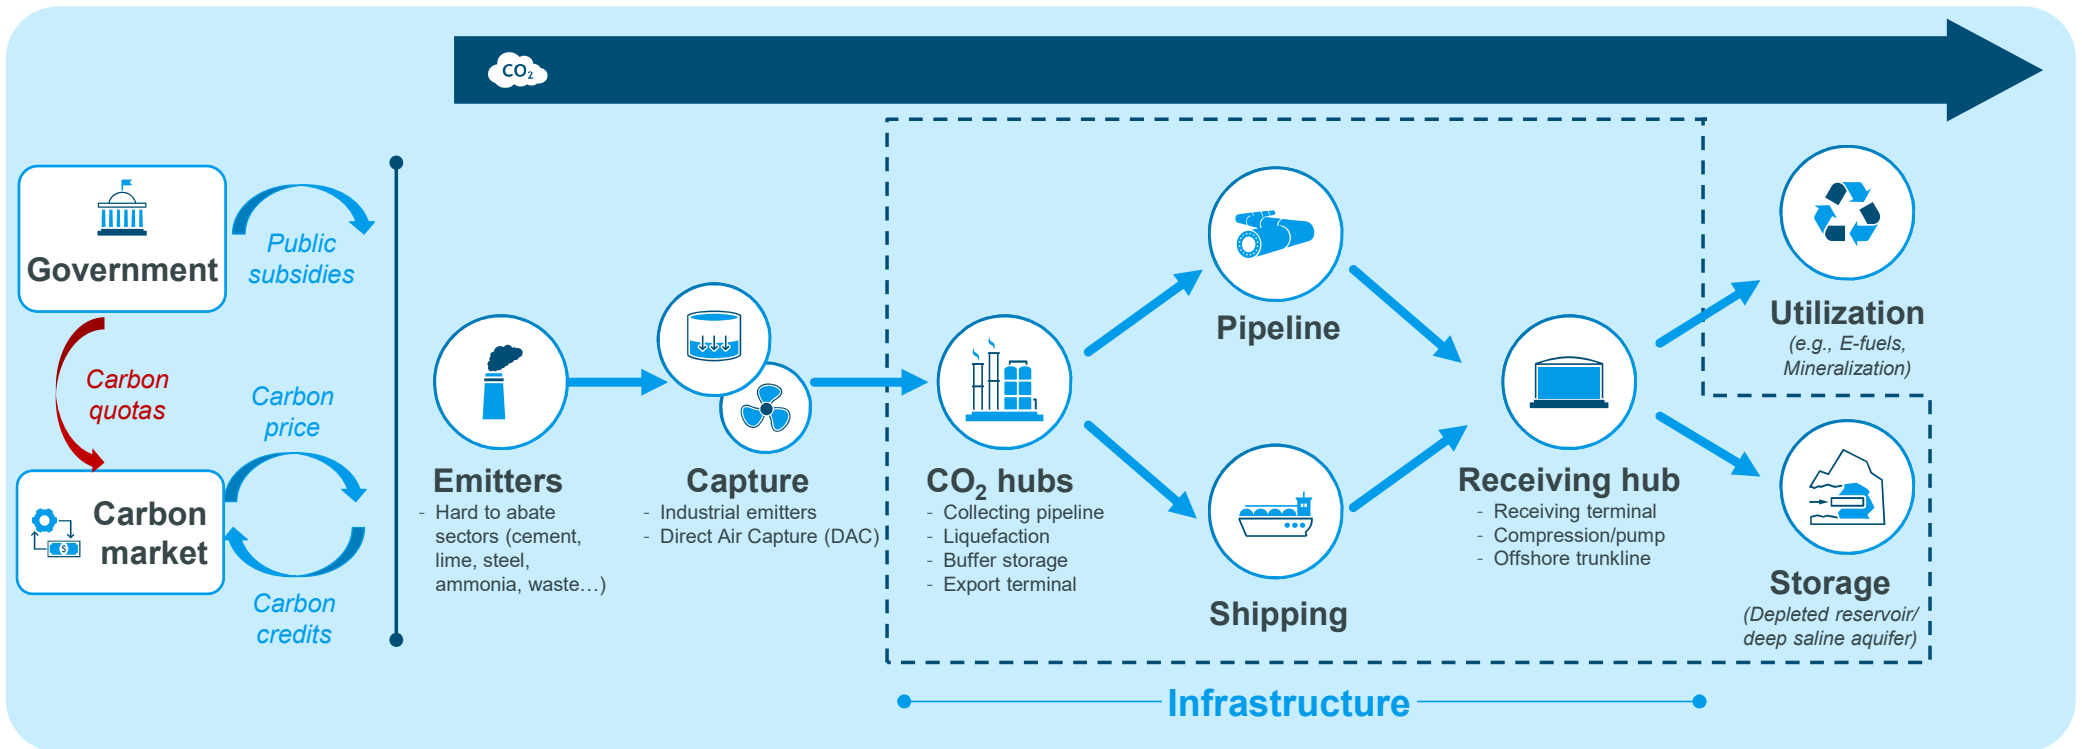 CO₂
Government
Public
subsidies
Carbon
quotas
Carbon
price
Carbon
market
$
Carbon
credits
Emitters
- Hard to abate
sectors (cement,
lime, steel,
ammonia, waste…)
Capture
- Industrial emitters
- Direct Air Capture (DAC)
CO₂ hubs
- Collecting pipeline
- Liquefaction
- Buffer storage
- Export terminal
Pipeline
Shipping
Receiving hub
- Receiving terminal
- Compression/pump
- Offshore trunkline
Utilization
(e.g., E-fuels,
Mineralization)
Storage
(Depleted reservoir/
deep saline aquifer)
Infrastructure